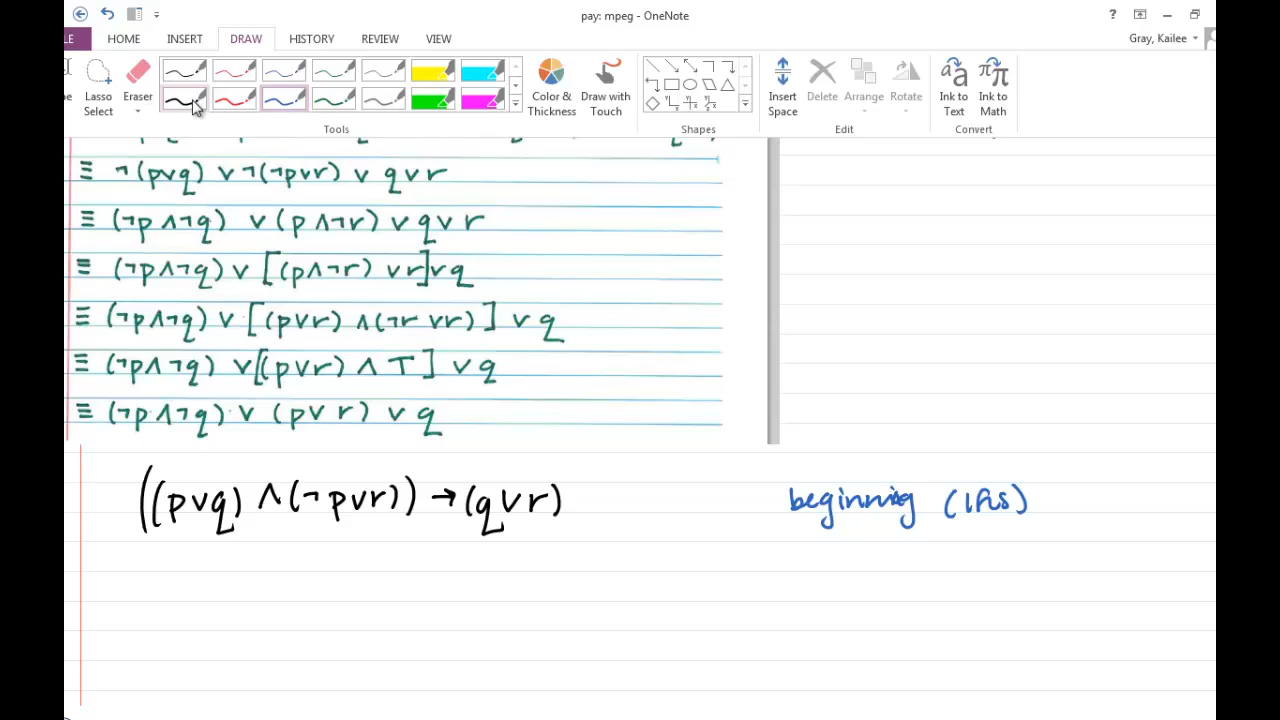 pay: mpeg - OneNote
?
Gray, Kailee
LE HOME INSERT DRAW HISTORY REVIEW VIEW
Lasso Select
Eraser
Color & Thickness
Draw with Touch
Insert Space
Delete
Arrange
Rotate
Ink to Text
Ink to Math
Tools
Shapes
Edit
Convert
≡ ¬(p∨q) ∨ ¬(¬p∨r) ∨ q∨r
≡ (¬p∧¬q) ∨ (p∧¬r) ∨ q∨ r
≡ (¬p∧¬q) ∨ [(p∧¬r) ∨r]∨q
≡ (¬p∧¬q) ∨ [(p∨r) ∧(¬r ∨r)] ∨ q
≡ (¬p∧¬q) ∨[(p∨r) ∧ T] ∨q
≡ (¬p∧¬q) ∨ (p∨ r) ∨ q
((p∨q) ∧(¬p∨r)) → (q∨r)
beginning (LHS)